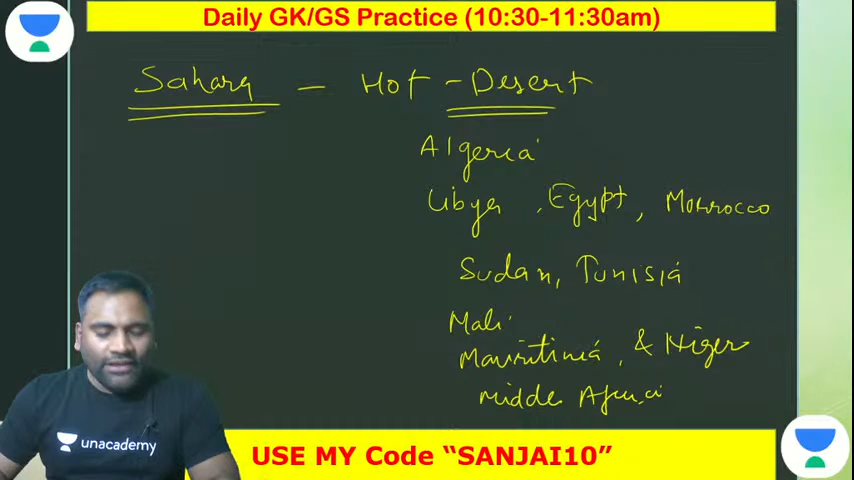 Daily GK/GS Practice (10:30-11:30am)
Sahara - Hot - Desert
Algeria
Libya, Egypt, Morrocco
Sudan, Tunisia
Mali
Mauritinia, & Niger
Middle Africa
unacademy
USE MY Code “SANJAI10”